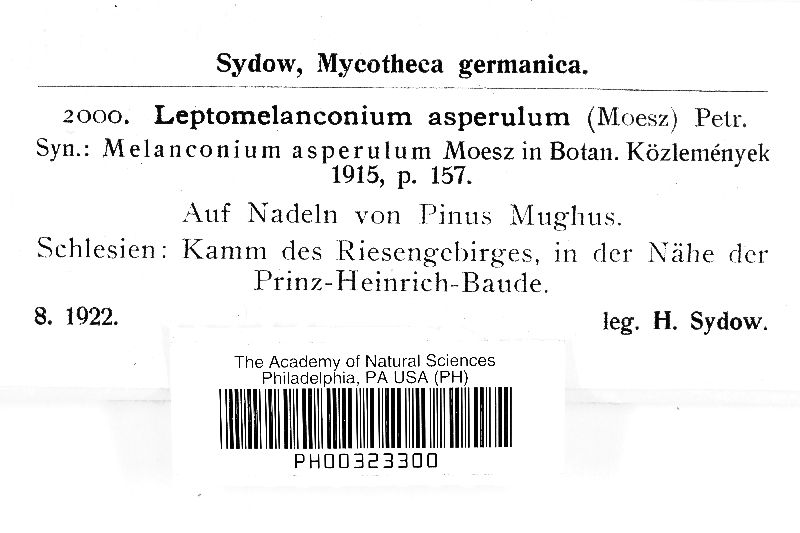 Sydow, Mycotheca germanica.
2000. Leptomelanconium asperulum (Moesz) Petr.
Syn.: Melanconium asperulum Moesz in Botan. Közlemények
1915, p. 157.
Auf Nadeln von Pinus Mughus.
Schlesien: Kamm des Riesengebirges, in der Nähe der
Prinz-Heinrich-Baude.
8. 1922.
leg. H. Sydow.
The Academy of Natural Sciences
Philadelphia, PA USA (PH)
PH00323300